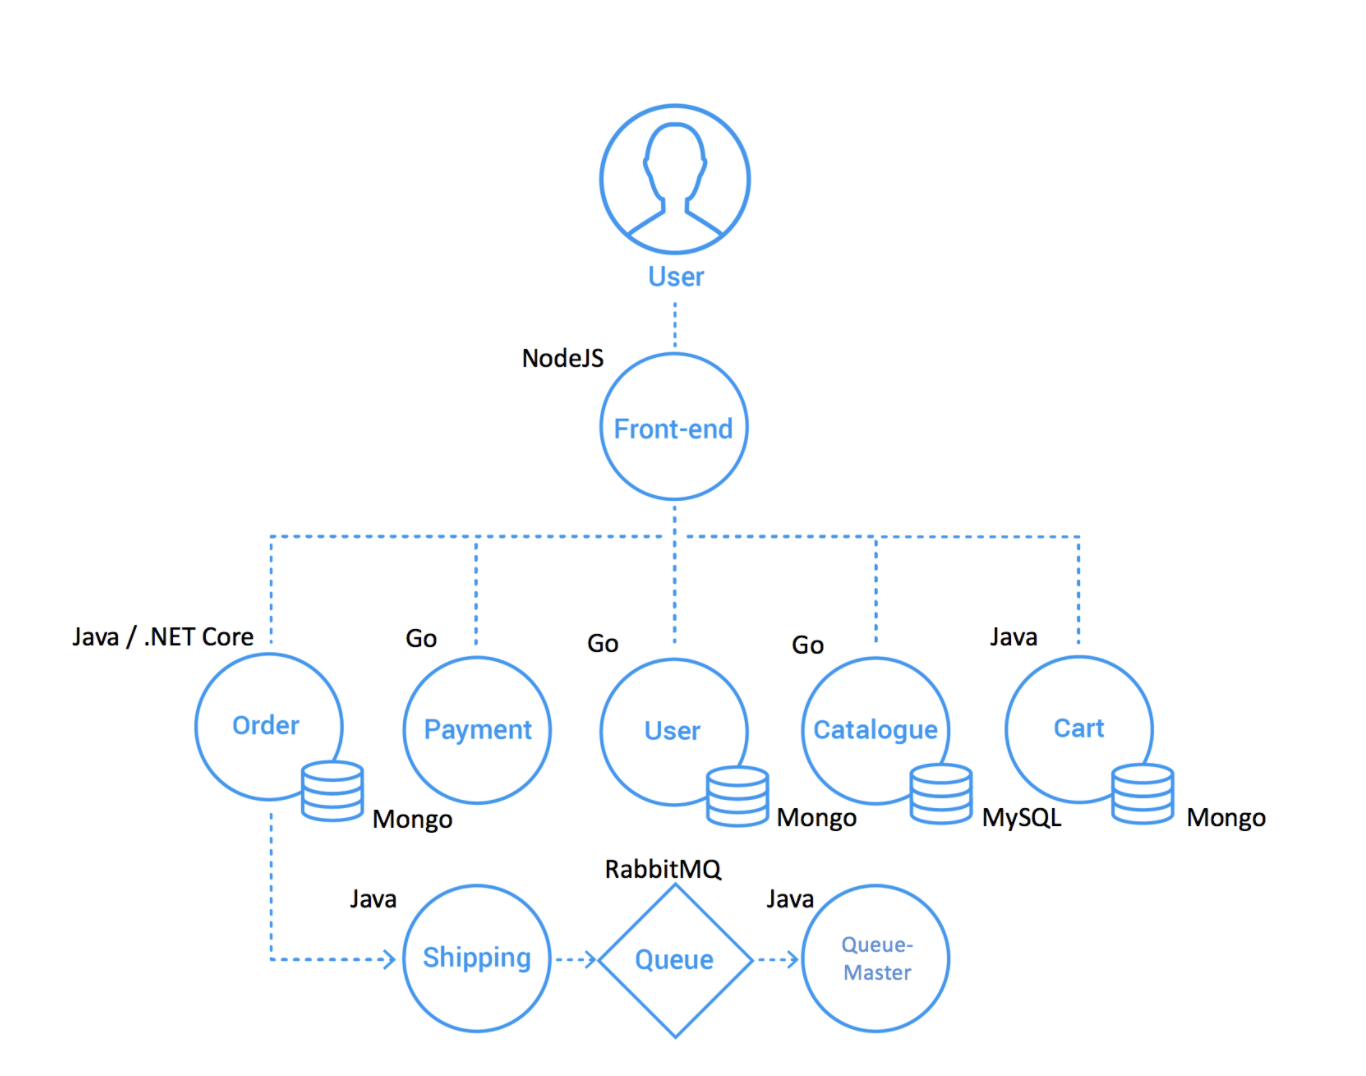 User
NodeJS
Front-end
Java / .NET Core
Go
Go
Go
Java
Order
Payment
User
Catalogue
Cart
Mongo
Mongo
MySQL
Mongo
RabbitMQ
Java
Java
Shipping
Queue
Queue-
Master